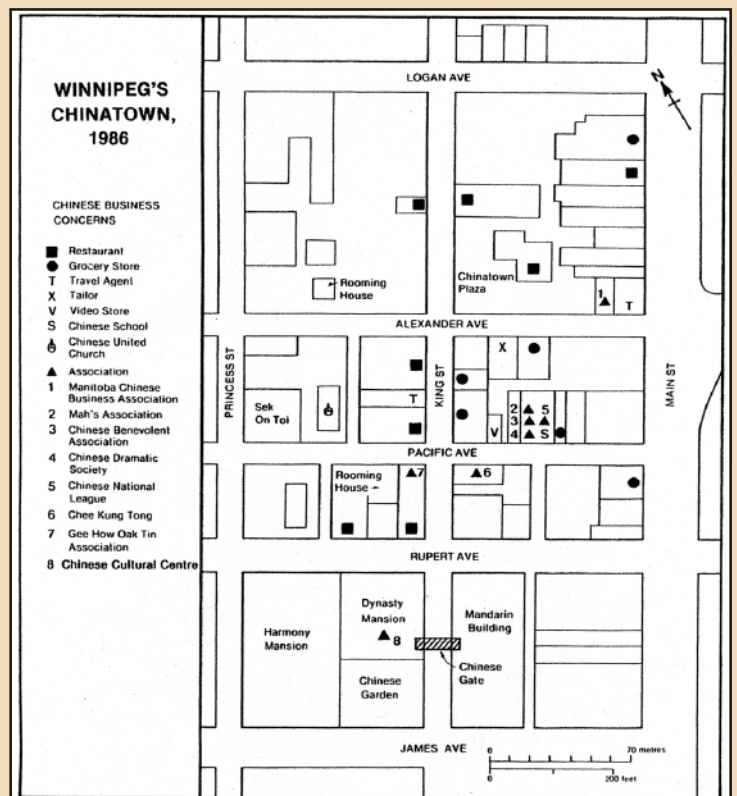 WINNIPEG'S
CHINATOWN,
1986
CHINESE BUSINESS
CONCERNS
Restaurant
Grocery Store
T Travel Agent
X Tailor
V Video Store
S Chinese School
Chinese United
Church
Association
1 Manitoba Chinese
Business Association
2 Mah's Association
3 Chinese Benevolent
Association
4 Chinese Dramatic
Society
5 Chinese National
League
6 Chee Kung Tong
7 Gee How Oak Tin
Association
8 Chinese Cultural Centre
LOGAN AVE
N
Chinatown
Plaza
Rooming
House
1
T
ALEXANDER AVE
PRINCESS ST
KING ST
MAIN ST
X
T
Sek
On Toi
V
2 5
3
4 S
PACIFIC AVE
Rooming
House
7
6
RUPERT AVE
Harmony
Mansion
Dynasty
Mansion
8
Chinese
Garden
Mandarin
Building
Chinese
Gate
JAMES AVE
0 70 metres
0 200 feet